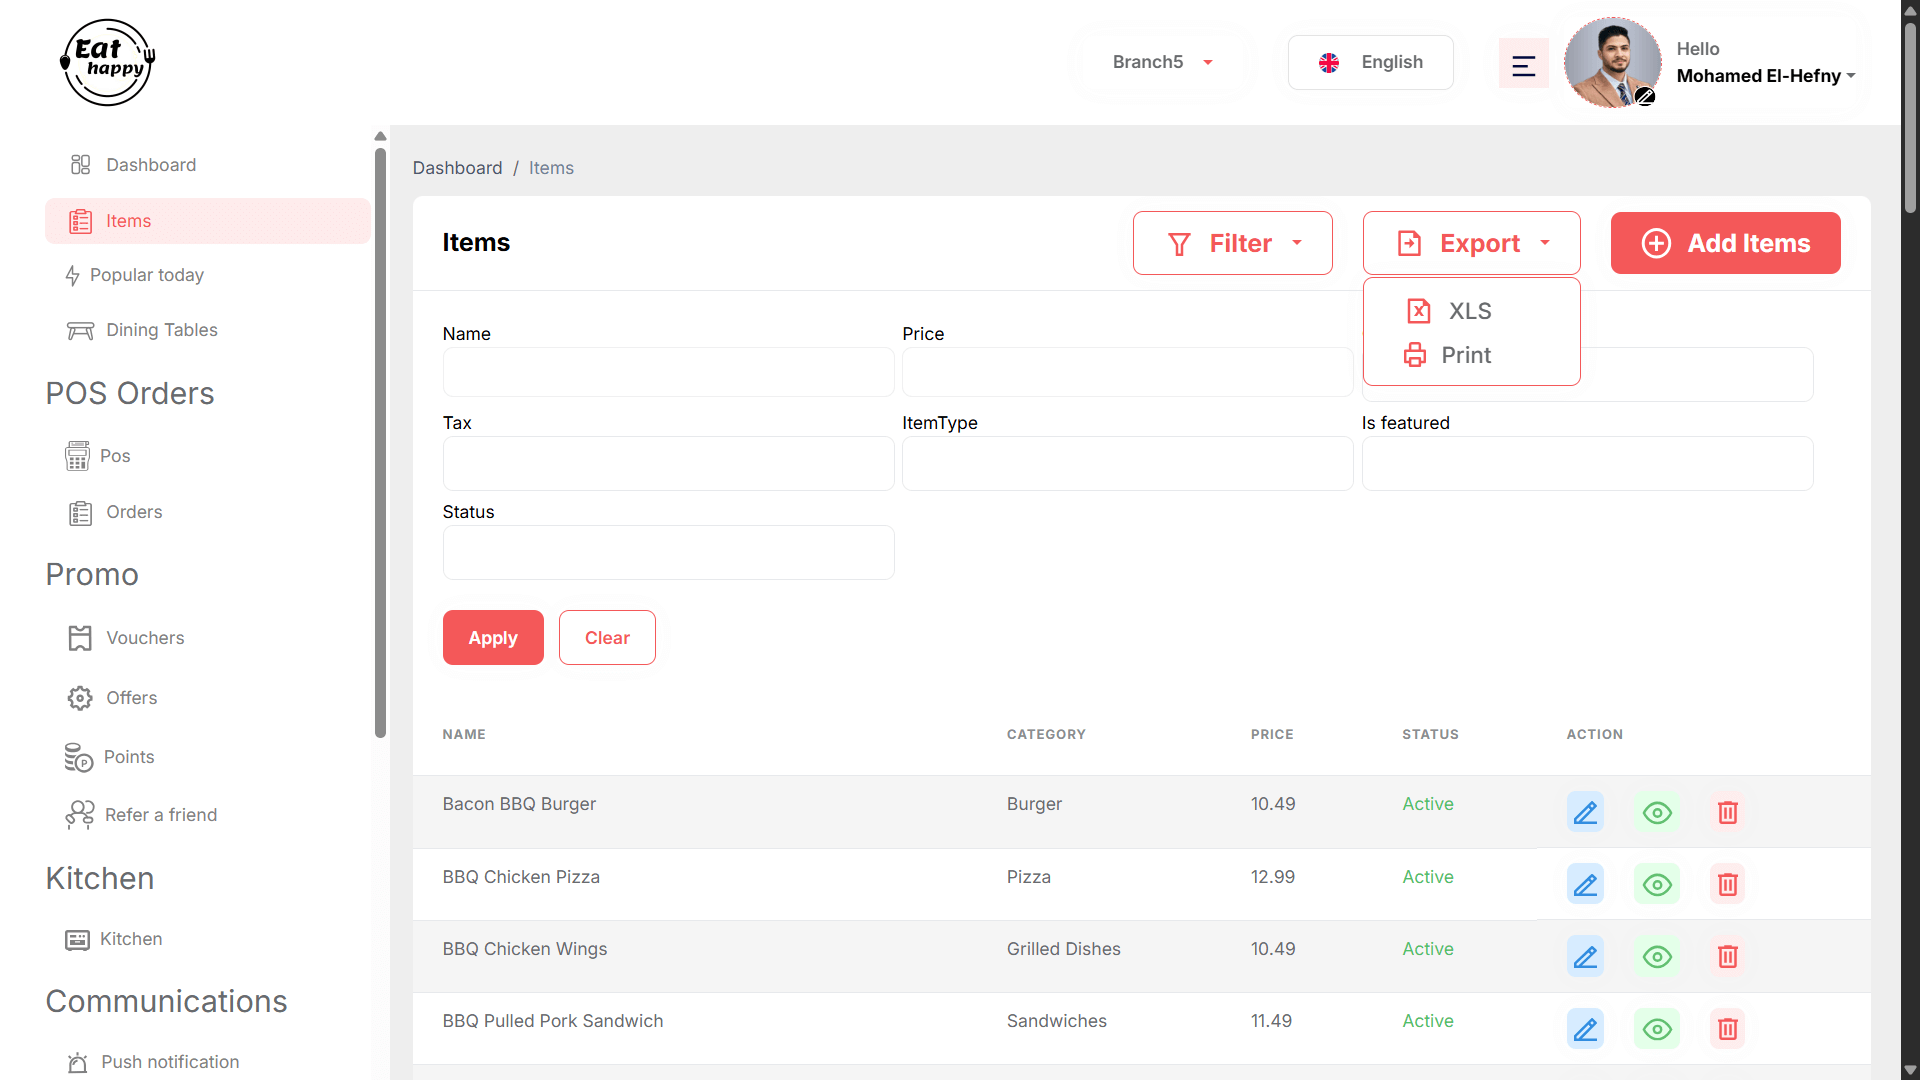 Eat
happy
Branch5
English
Hello
Mohamed El-Hefny
Dashboard
Items
Popular today
Dining Tables
POS Orders
Pos
Orders
Promo
Vouchers
Offers
Points
Refer a friend
Kitchen
Kitchen
Communications
Push notification
Dashboard / Items
Items
Filter
Export
Add Items
XLS
Print
Name
Price
Tax
ItemType
Is featured
Status
Apply
Clear
NAME CATEGORY PRICE STATUS ACTION
Bacon BBQ Burger Burger 10.49 Active
BBQ Chicken Pizza Pizza 12.99 Active
BBQ Chicken Wings Grilled Dishes 10.49 Active
BBQ Pulled Pork Sandwich Sandwiches 11.49 Active